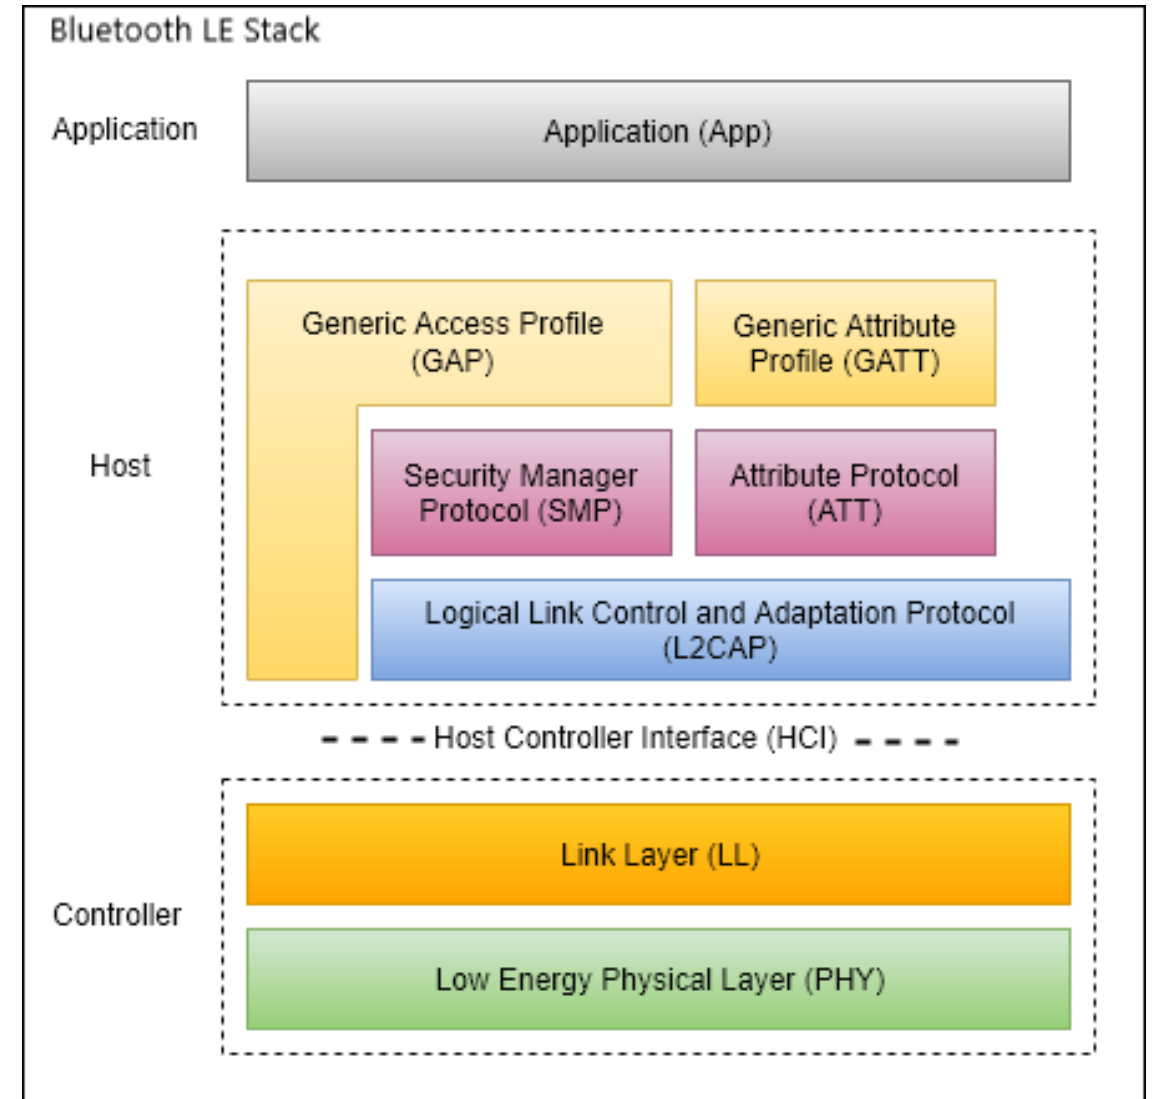 Bluetooth LE Stack
Application
Application (App)
Host
Generic Access Profile
(GAP)
Generic Attribute
Profile (GATT)
Security Manager
Protocol (SMP)
Attribute Protocol
(ATT)
Logical Link Control and Adaptation Protocol
(L2CAP)
Host Controller Interface (HCI)
Controller
Link Layer (LL)
Low Energy Physical Layer (PHY)